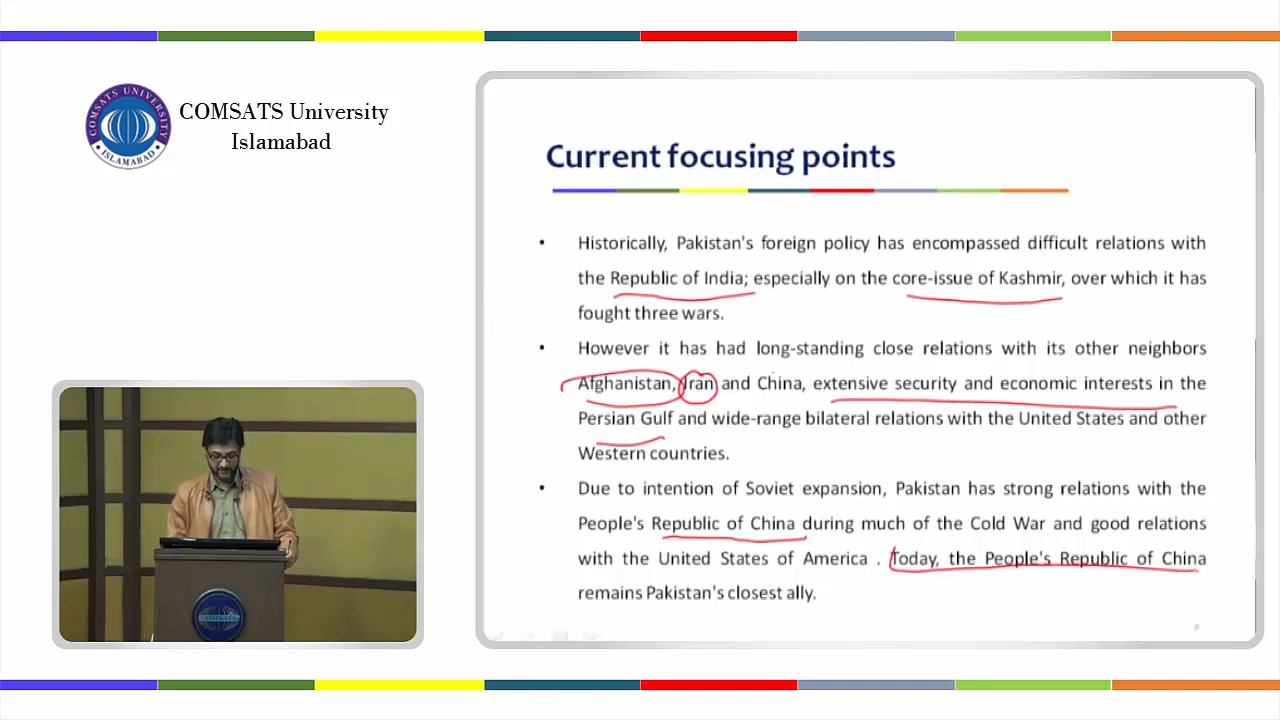 COMSATS UNIVERSITY
ISLAMABAD
COMSATS University
Islamabad
Current focusing points
• Historically, Pakistan's foreign policy has encompassed difficult relations with
the Republic of India; especially on the core-issue of Kashmir, over which it has
fought three wars.
• However it has had long-standing close relations with its other neighbors
Afghanistan, Iran and China, extensive security and economic interests in the
Persian Gulf and wide-range bilateral relations with the United States and other
Western countries.
• Due to intention of Soviet expansion, Pakistan has strong relations with the
People's Republic of China during much of the Cold War and good relations
with the United States of America . Today, the People's Republic of China
remains Pakistan's closest ally.
9
COMSATS